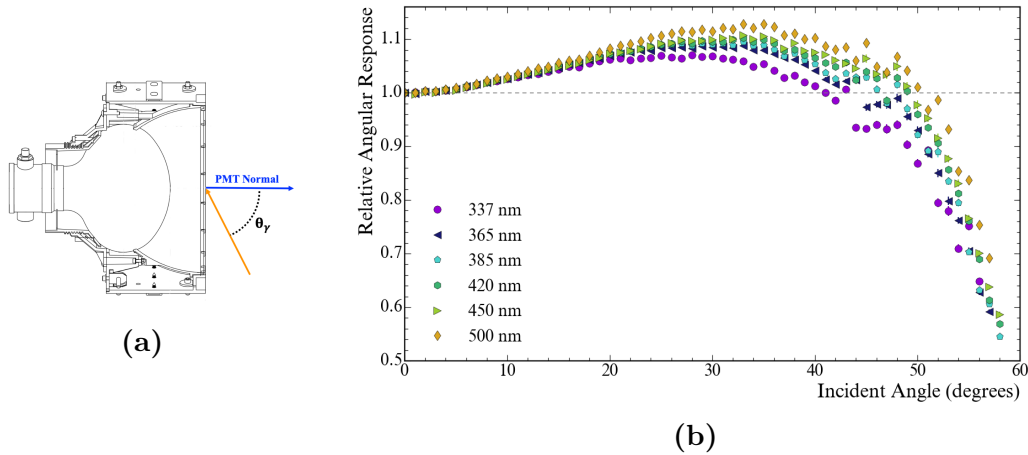 PMT Normal
θγ
(a)
Relative Angular Response
1.1
1.0
0.9
0.8
0.7
0.6
0.5
337 nm
365 nm
385 nm
420 nm
450 nm
500 nm
0 10 20 30 40 50 60
Incident Angle (degrees)
(b)